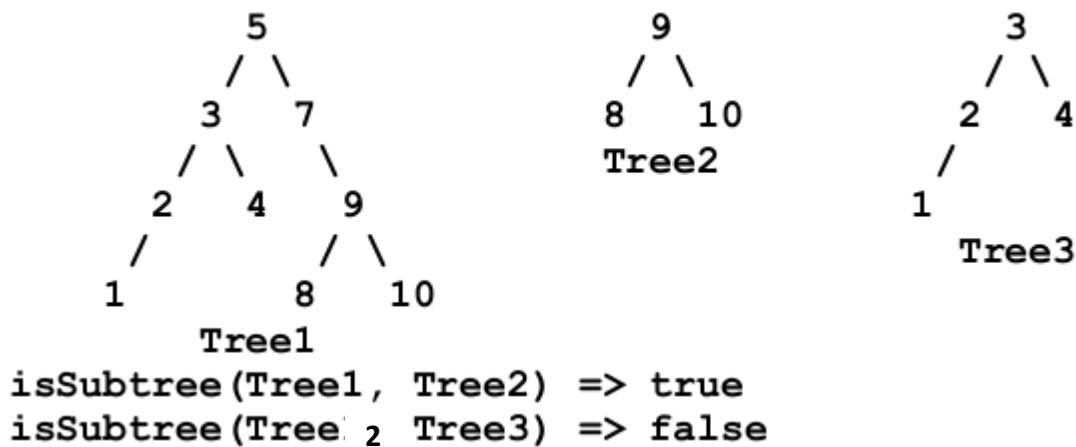 5 9 3
/ \ / \ / \
3 7 8 10 2 4
/ \ \ Tree2 /
2 4 9 1
/ / \ Tree3
1 8 10
Tree1
isSubtree(Tree1, Tree2) => true
isSubtree(Tree 2 Tree3) => false